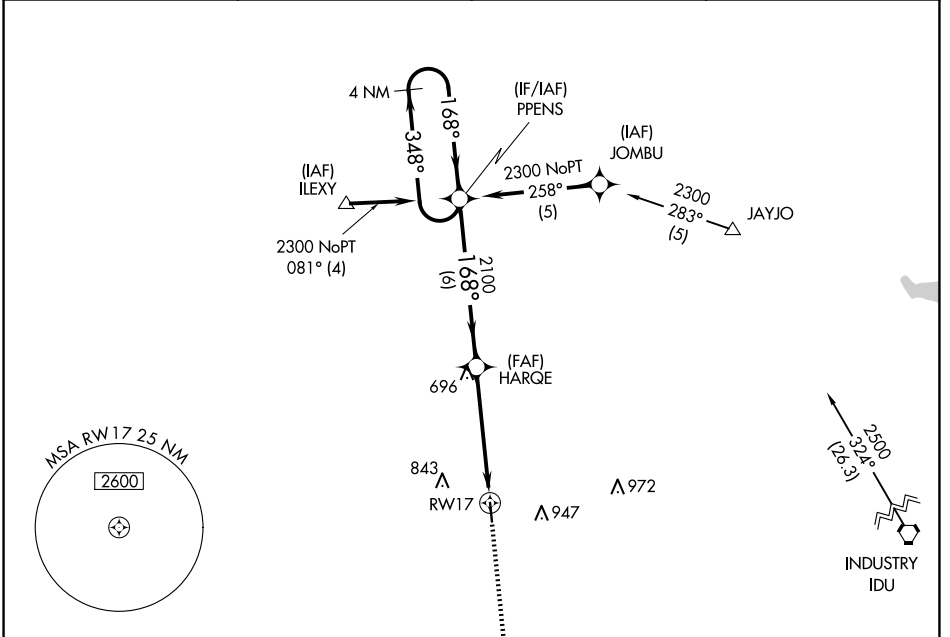 4 NM
168°
348°
(IF/IAF)
PPENS
(IAF)
JOMBU
(IAF)
ILEXY
2300 NoPT
258°
(5)
2300
283°
(5)
JAYJO
2300 NoPT
081° (4)
2100
168°
(6)
(FAF)
HARQE
696
MSA RW17 25 NM
2600
843
RW17
947
972
2500
324°
(26.3)
INDUSTRY
IDU